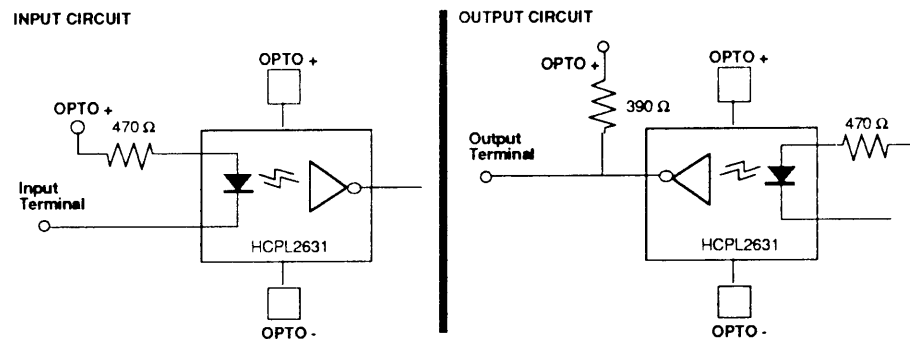 INPUT CIRCUIT
OPTO +
OPTO +
470 Ω
Input
Terminal
HCPL2631
OPTO -
OUTPUT CIRCUIT
OPTO +
OPTO +
390 Ω
470 Ω
Output
Terminal
HCPL2631
OPTO -